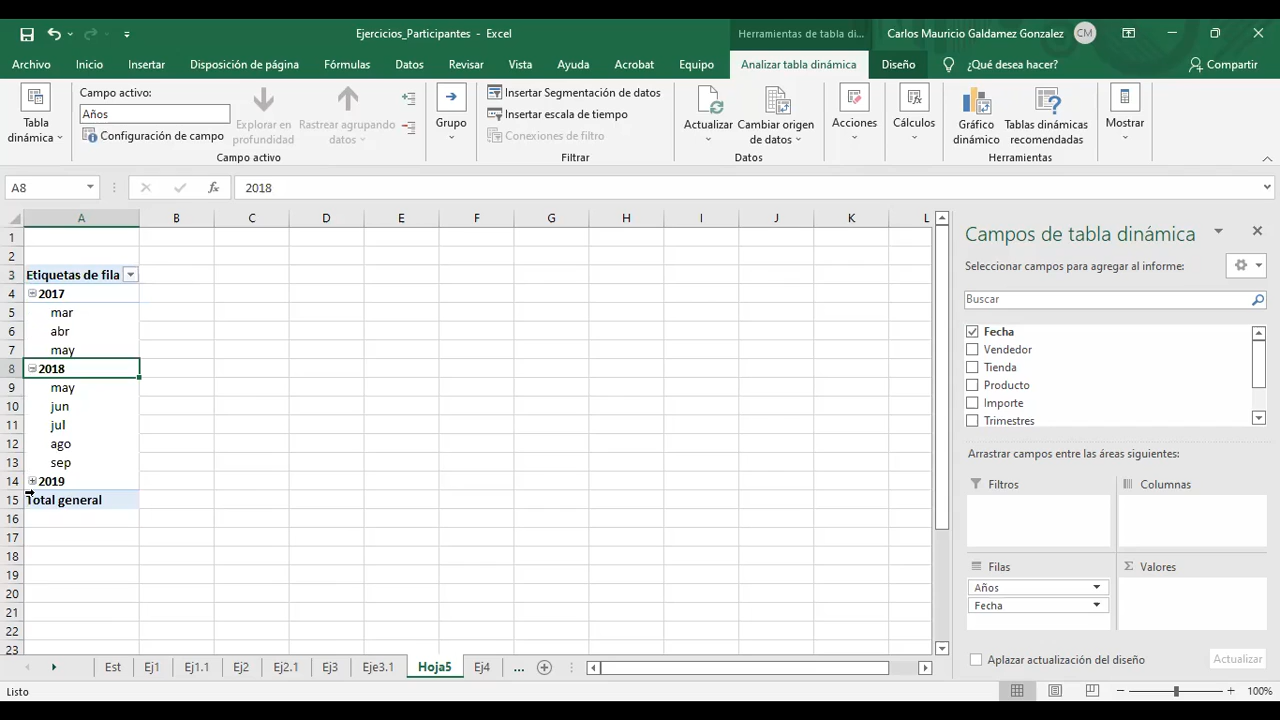 Ejercicios_Participantes - Excel
Herramientas de tabla di...
Carlos Mauricio Galdamez Gonzalez
CM
Archivo Inicio Insertar Disposición de página Fórmulas Datos Revisar Vista Ayuda Acrobat Equipo Analizar tabla dinámica Diseño ¿Qué desea hacer? Compartir
Tabla dinámica
Campo activo:
Años
Configuración de campo
Explorar en profundidad
Rastrear agrupando datos
Campo activo
Grupo
Insertar Segmentación de datos
Insertar escala de tiempo
Conexiones de filtro
Filtrar
Actualizar
Cambiar origen de datos
Datos
Acciones
Cálculos
Gráfico dinámico
Tablas dinámicas recomendadas
Herramientas
Mostrar
A8
fx
2018
A B C D E F G H I J K L
1
2
3 Etiquetas de fila
4 2017
5 mar
6 abr
7 may
8 2018
9 may
10 jun
11 jul
12 ago
13 sep
14 2019
15 Total general
16
17
18
19
20
21
22
23
Campos de tabla dinámica
Seleccionar campos para agregar al informe:
Buscar
Fecha
Vendedor
Tienda
Producto
Importe
Trimestres
Arrastrar campos entre las áreas siguientes:
Filtros
Columnas
Filas
Σ Valores
Años
Fecha
Aplazar actualización del diseño
Actualizar
Est Ej1 Ej1.1 Ej2 Ej2.1 Ej3 Eje3.1 Hoja5 Ej4 ...
Listo
100%